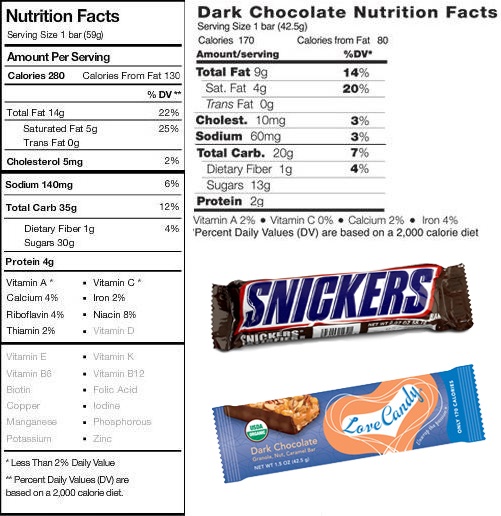 Nutrition Facts
Serving Size 1 bar (59g)
Amount Per Serving
Calories 280 Calories From Fat 130
% DV **
Total Fat 14g 22%
Saturated Fat 5g 25%
Trans Fat 0g
Cholesterol 5mg 2%
Sodium 140mg 6%
Total Carb 35g 12%
Dietary Fiber 1g 4%
Sugars 30g
Protein 4g
Vitamin A * • Vitamin C *
Calcium 4% • Iron 2%
Riboflavin 4% • Niacin 8%
Thiamin 2% • Vitamin D
Vitamin E • Vitamin K
Vitamin B6 • Vitamin B12
Biotin • Folic Acid
Copper • Iodine
Manganese • Phosphorous
Potassium • Zinc
* Less Than 2% Daily Value
** Percent Daily Values (DV) are
based on a 2,000 calorie diet.
Dark Chocolate Nutrition Facts
Serving Size 1 bar (42.5g)
Calories 170 Calories from Fat 80
Amount/serving %DV*
Total Fat 9g 14%
Sat. Fat 4g 20%
Trans Fat 0g
Cholest. 10mg 3%
Sodium 60mg 3%
Total Carb. 20g 7%
Dietary Fiber 1g 4%
Sugars 13g
Protein 2g
Vitamin A 2% • Vitamin C 0% • Calcium 2% • Iron 4%
*Percent Daily Values (DV) are based on a 2,000 calorie diet
SNICKERS
SNICKERS
NET WT 2.07 OZ
USDA
ORGANIC
Love Candy
Dark Chocolate
Granola, Nut, Caramel Bar
NET WT 1.5 OZ (42.5 g)
ONLY 170 CALORIES